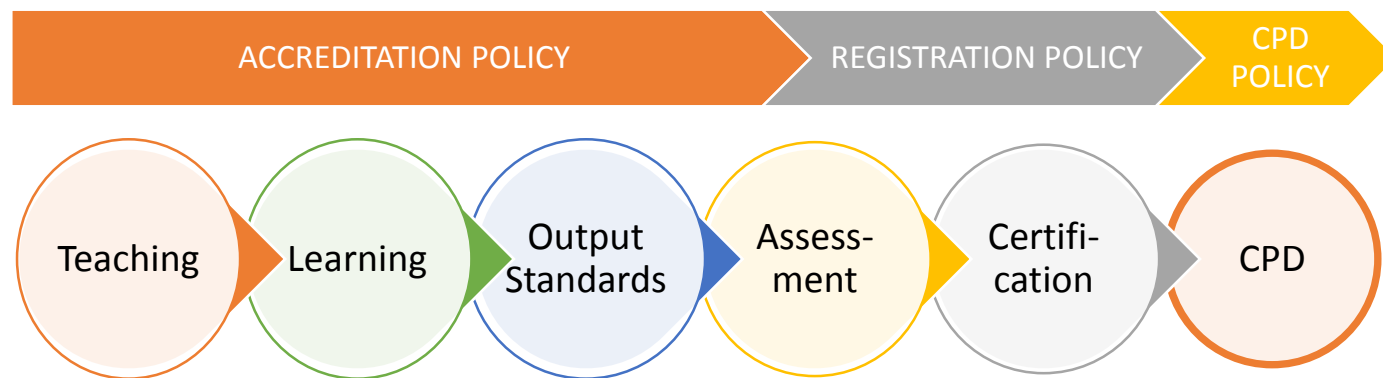 ACCREDITATION POLICY
REGISTRATION POLICY
CPD
POLICY
Teaching
Learning
Output
Standards
Assess-
ment
Certifi-
cation
CPD